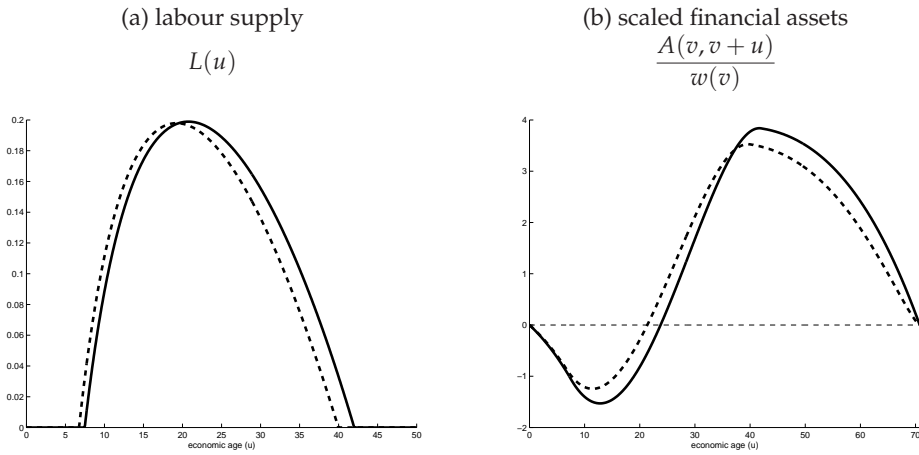 (a) labour supply
L(u)
0.2
0.18
0.16
0.14
0.12
0.1
0.08
0.06
0.04
0.02
0
0 5 10 15 20 25 30 35 40 45 50
economic age (u)
(b) scaled financial assets
A(v, v + u)
w(v)
4
3
2
1
0
−1
−2
0 10 20 30 40 50 60 70
economic age (u)